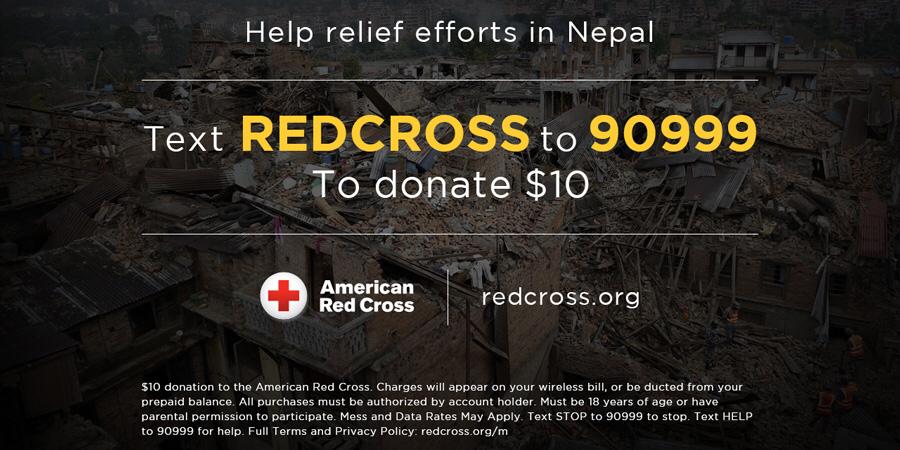 Help relief efforts in Nepal
Text REDCROSS to 90999
To donate $10
American
Red Cross
redcross.org
$10 donation to the American Red Cross. Charges will appear on your wireless bill, or be ducted from your
prepaid balance. All purchases must be authorized by account holder. Must be 18 years of age or have
parental permission to participate. Mess and Data Rates May Apply. Text STOP to 90999 to stop. Text HELP
to 90999 for help. Full Terms and Privacy Policy: redcross.org/m